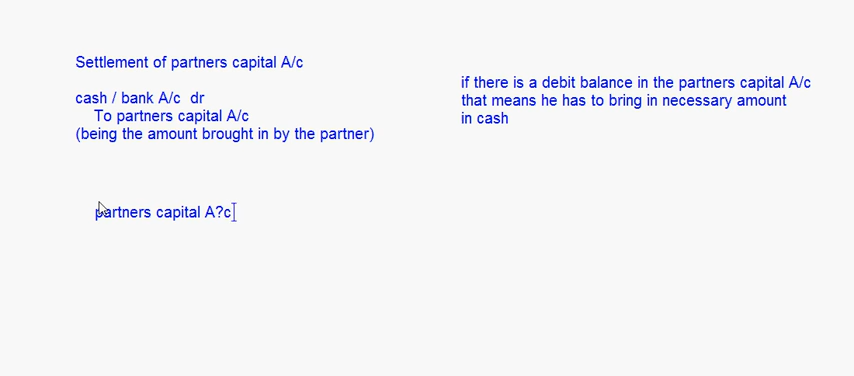 Settlement of partners capital A/c
cash / bank A/c dr
To partners capital A/c
(being the amount brought in by the partner)
if there is a debit balance in the partners capital A/c
that means he has to bring in necessary amount
in cash
partners capital A?c